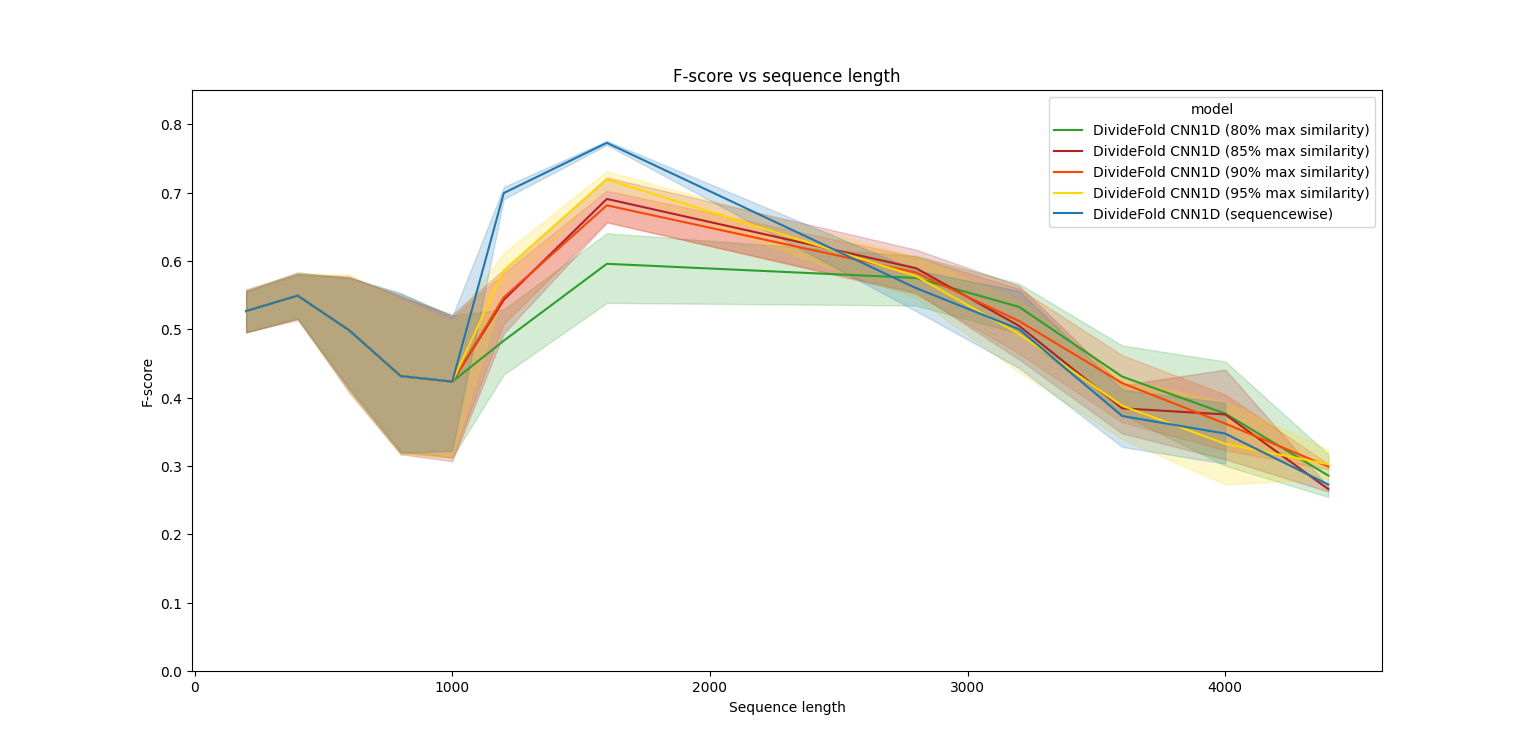 F-score vs sequence length
model
DivideFold CNN1D (80% max similarity)
DivideFold CNN1D (85% max similarity)
DivideFold CNN1D (90% max similarity)
DivideFold CNN1D (95% max similarity)
DivideFold CNN1D (sequencewise)
F-score
0.8
0.7
0.6
0.5
0.4
0.3
0.2
0.1
0.0
0
1000
2000
3000
4000
Sequence length